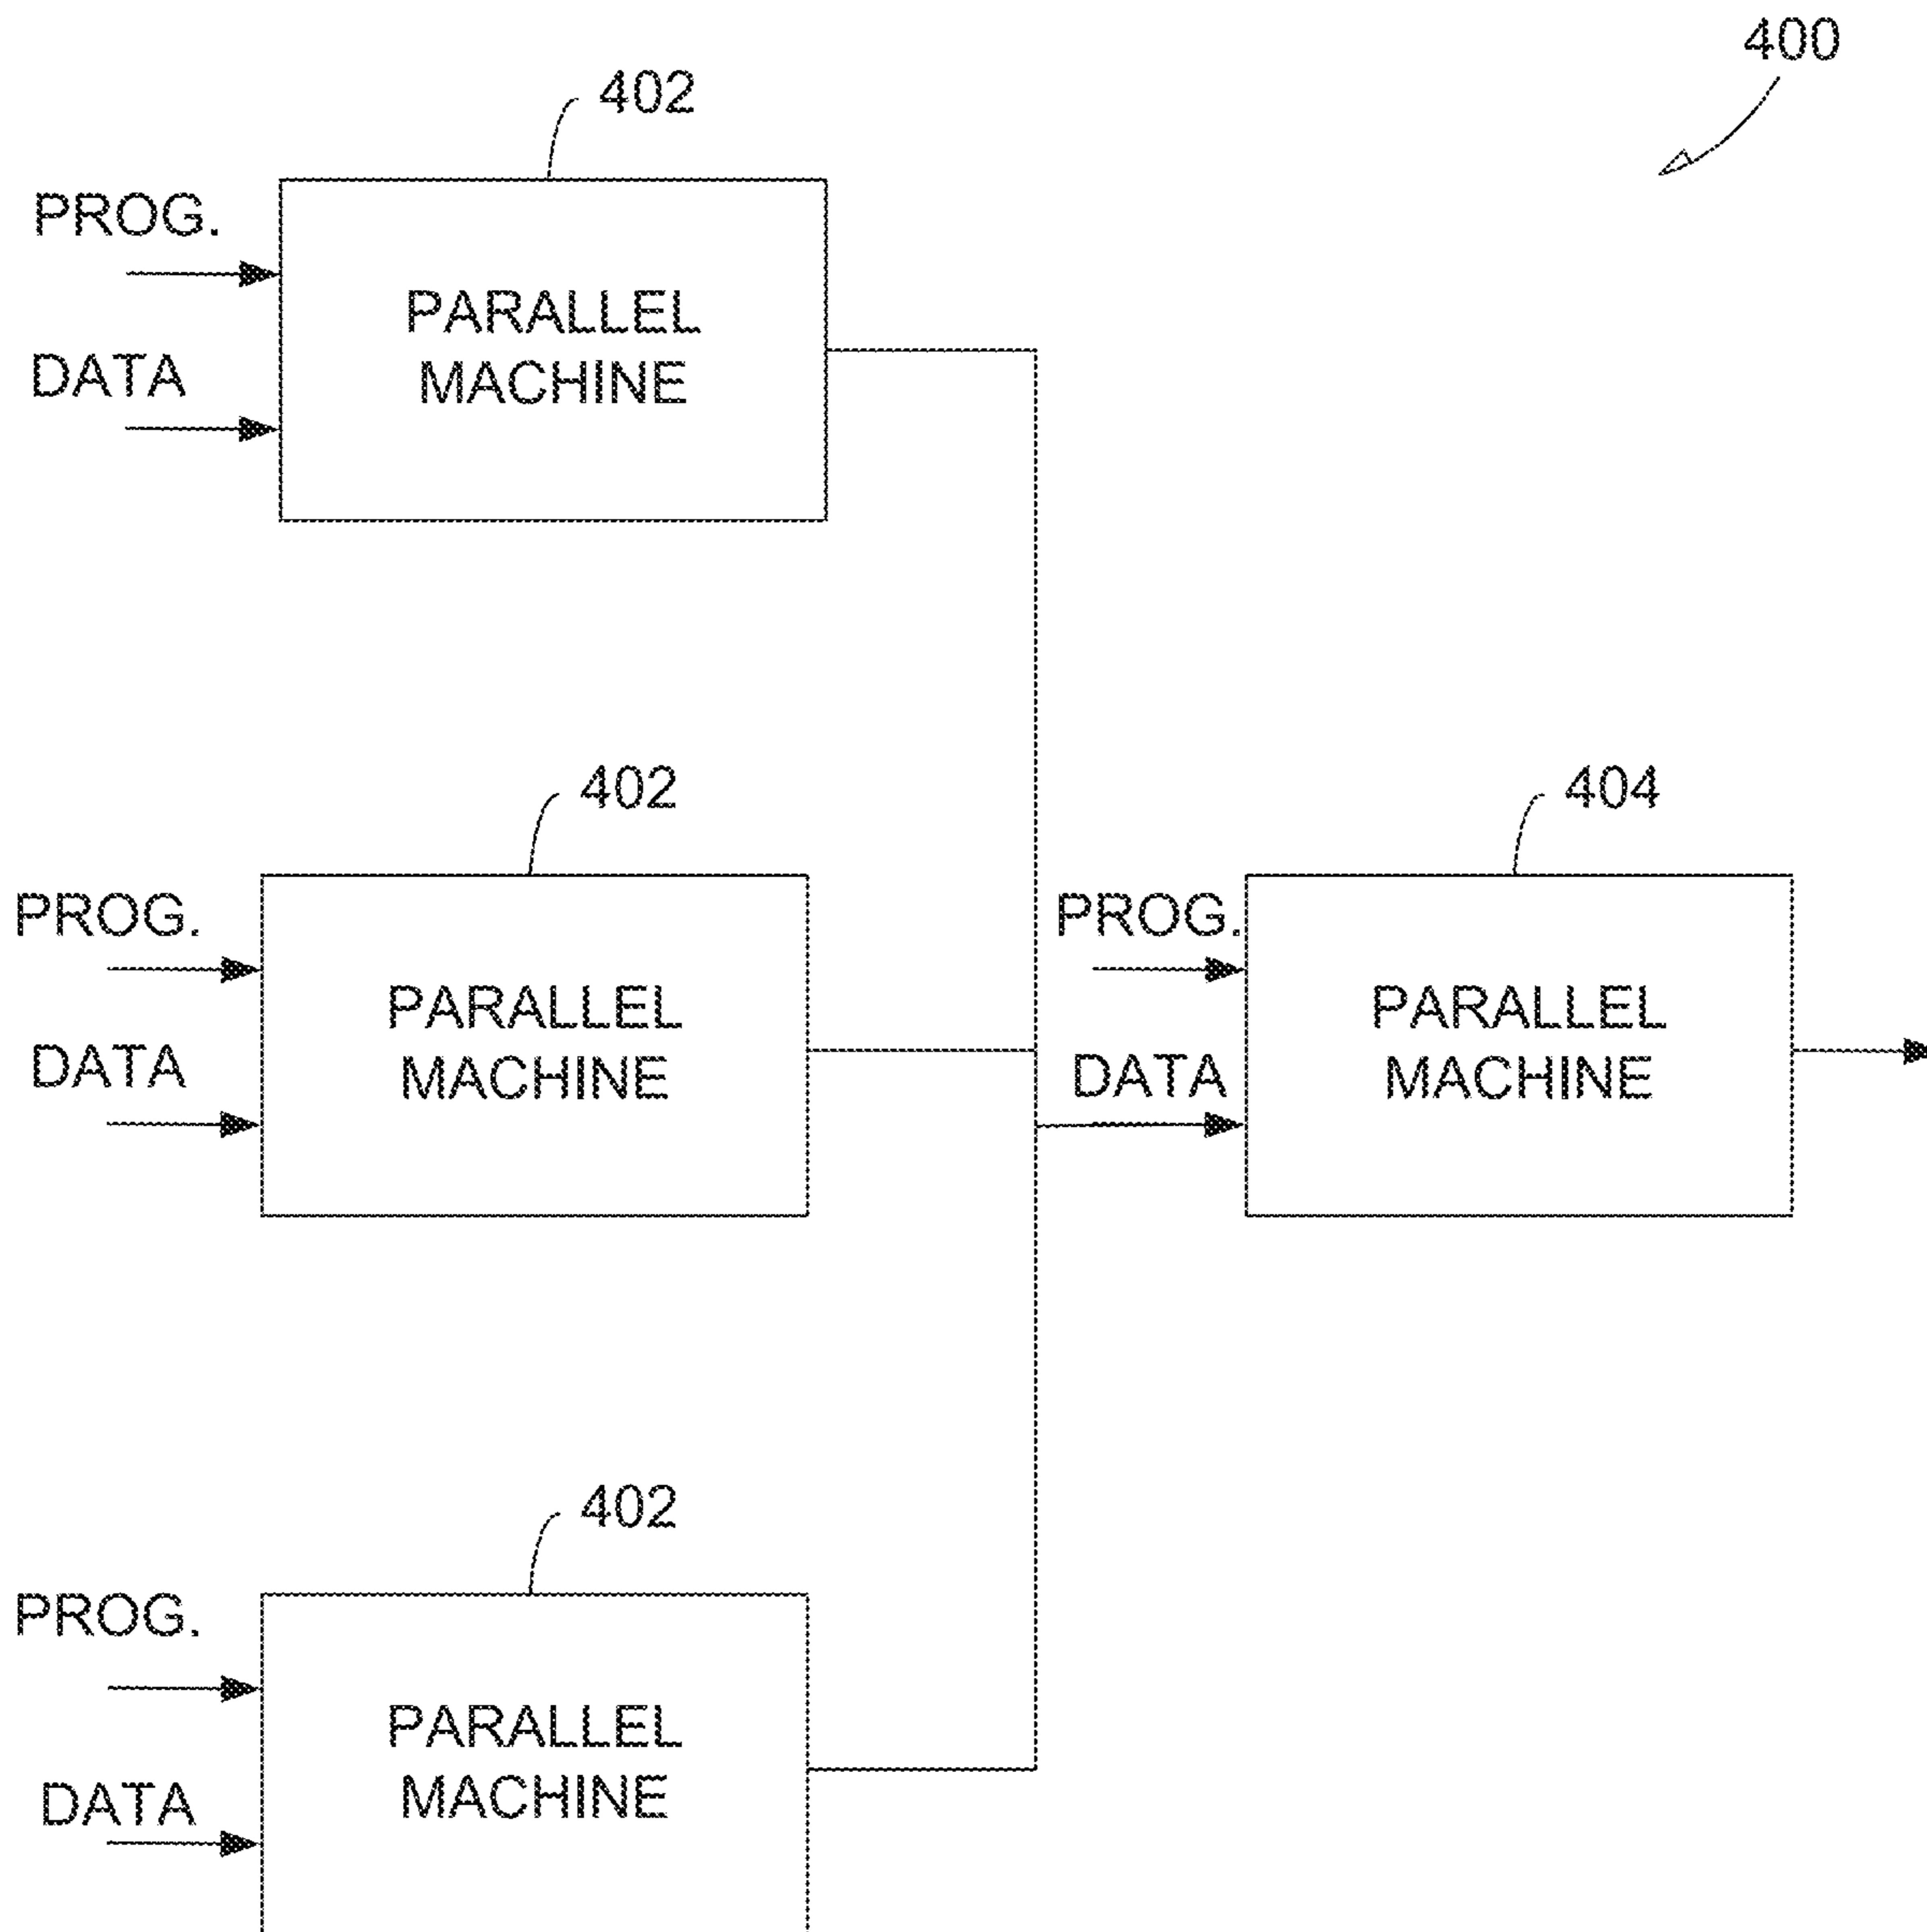 400
402
PROG.
PARALLEL
MACHINE
DATA
402
404
PROG.
PARALLEL
MACHINE
DATA
PROG.
PARALLEL
MACHINE
DATA
402
PROG.
PARALLEL
MACHINE
DATA